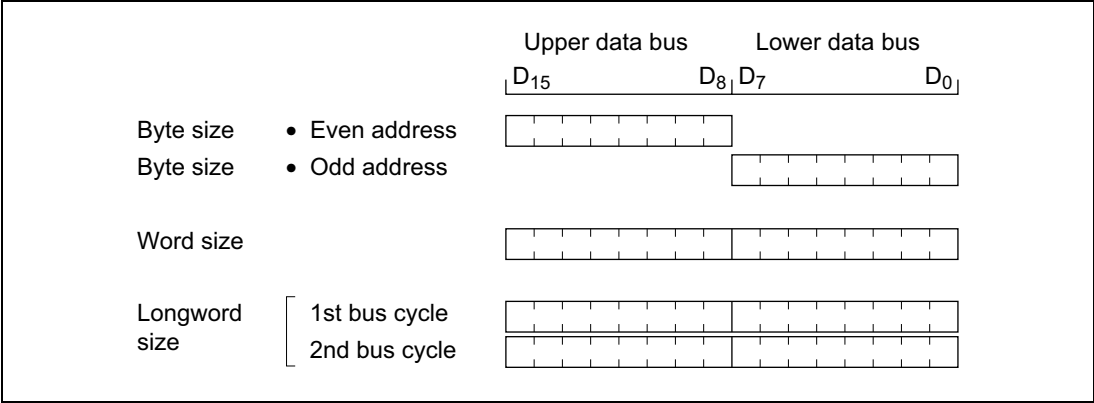 Upper data bus Lower data bus
D15 D8 D7 D0
Byte size • Even address
Byte size • Odd address
Word size
Longword size 1st bus cycle
2nd bus cycle